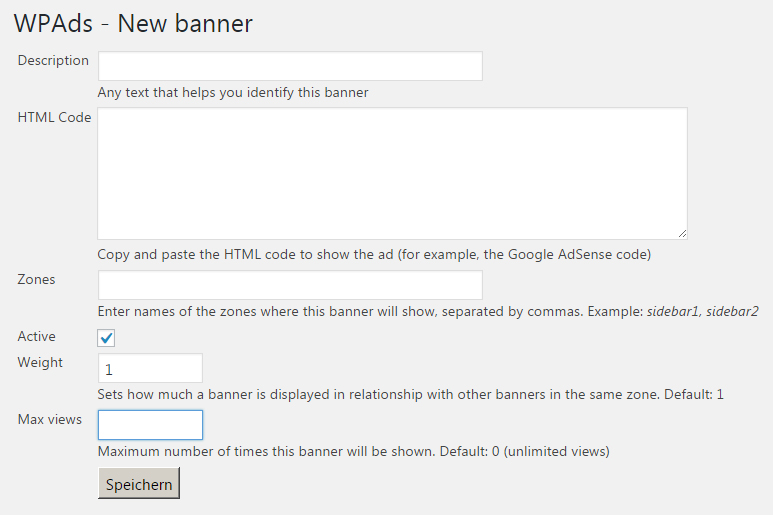 WPAds - New banner
Description
Any text that helps you identify this banner
HTML Code
Copy and paste the HTML code to show the ad (for example, the Google AdSense code)
Zones
Enter names of the zones where this banner will show, separated by commas. Example: sidebar1, sidebar2
Active
Weight
1
Sets how much a banner is displayed in relationship with other banners in the same zone. Default: 1
Max views
Maximum number of times this banner will be shown. Default: 0 (unlimited views)
Speichern